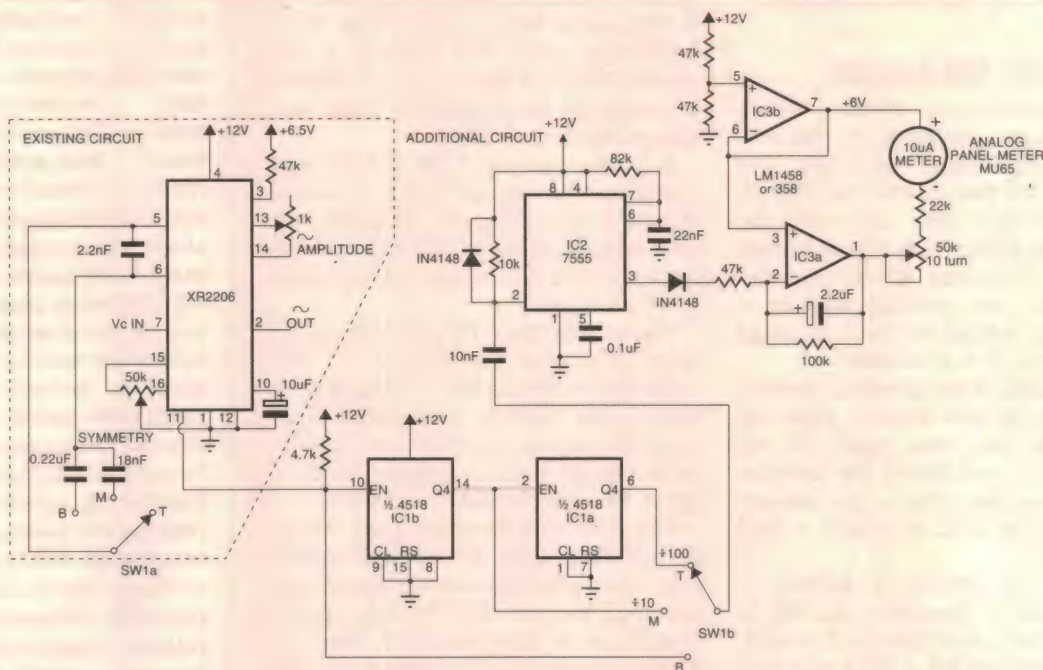 EXISTING CIRCUIT
+12V
+6.5V
47k
4
3
13
1k
14
AMPLITUDE
5
2.2nF
6
XR2206
Vc IN
7
2
OUT
15
50k
16
10
10uF
+
11
1
12
SYMMETRY
0.22uF
18nF
M
B
T
SW1a
ADDITIONAL CIRCUIT
+12V
82k
8
4
7
6
22nF
IN4148
10k
IC2
7555
3
IN4148
47k
2
1
5
0.1uF
10nF
+12V
47k
47k
5
+
IC3b
7
+6V
6
−
LM1458
or 358
+
10uA
METER
-
ANALOG
PANEL METER
MU65
22k
50k
10 turn
3
+
IC3a
1
2
−
+
2.2uF
100k
+12V
4.7k
+12V
10
EN
Q4
14
½ 4518
IC1b
CL RS
9
15
8
2
EN
Q4
6
½ 4518
IC1a
CL RS
1
7
÷100
T
÷10
M
SW1b
B